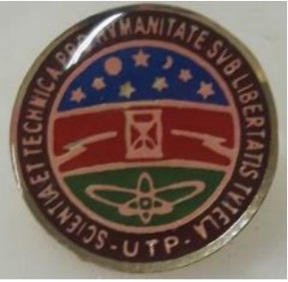 SCIENTIA ET TECHNICA PRO HVMANITATE SVB LIBERTATIS TVTELA
- UTP -